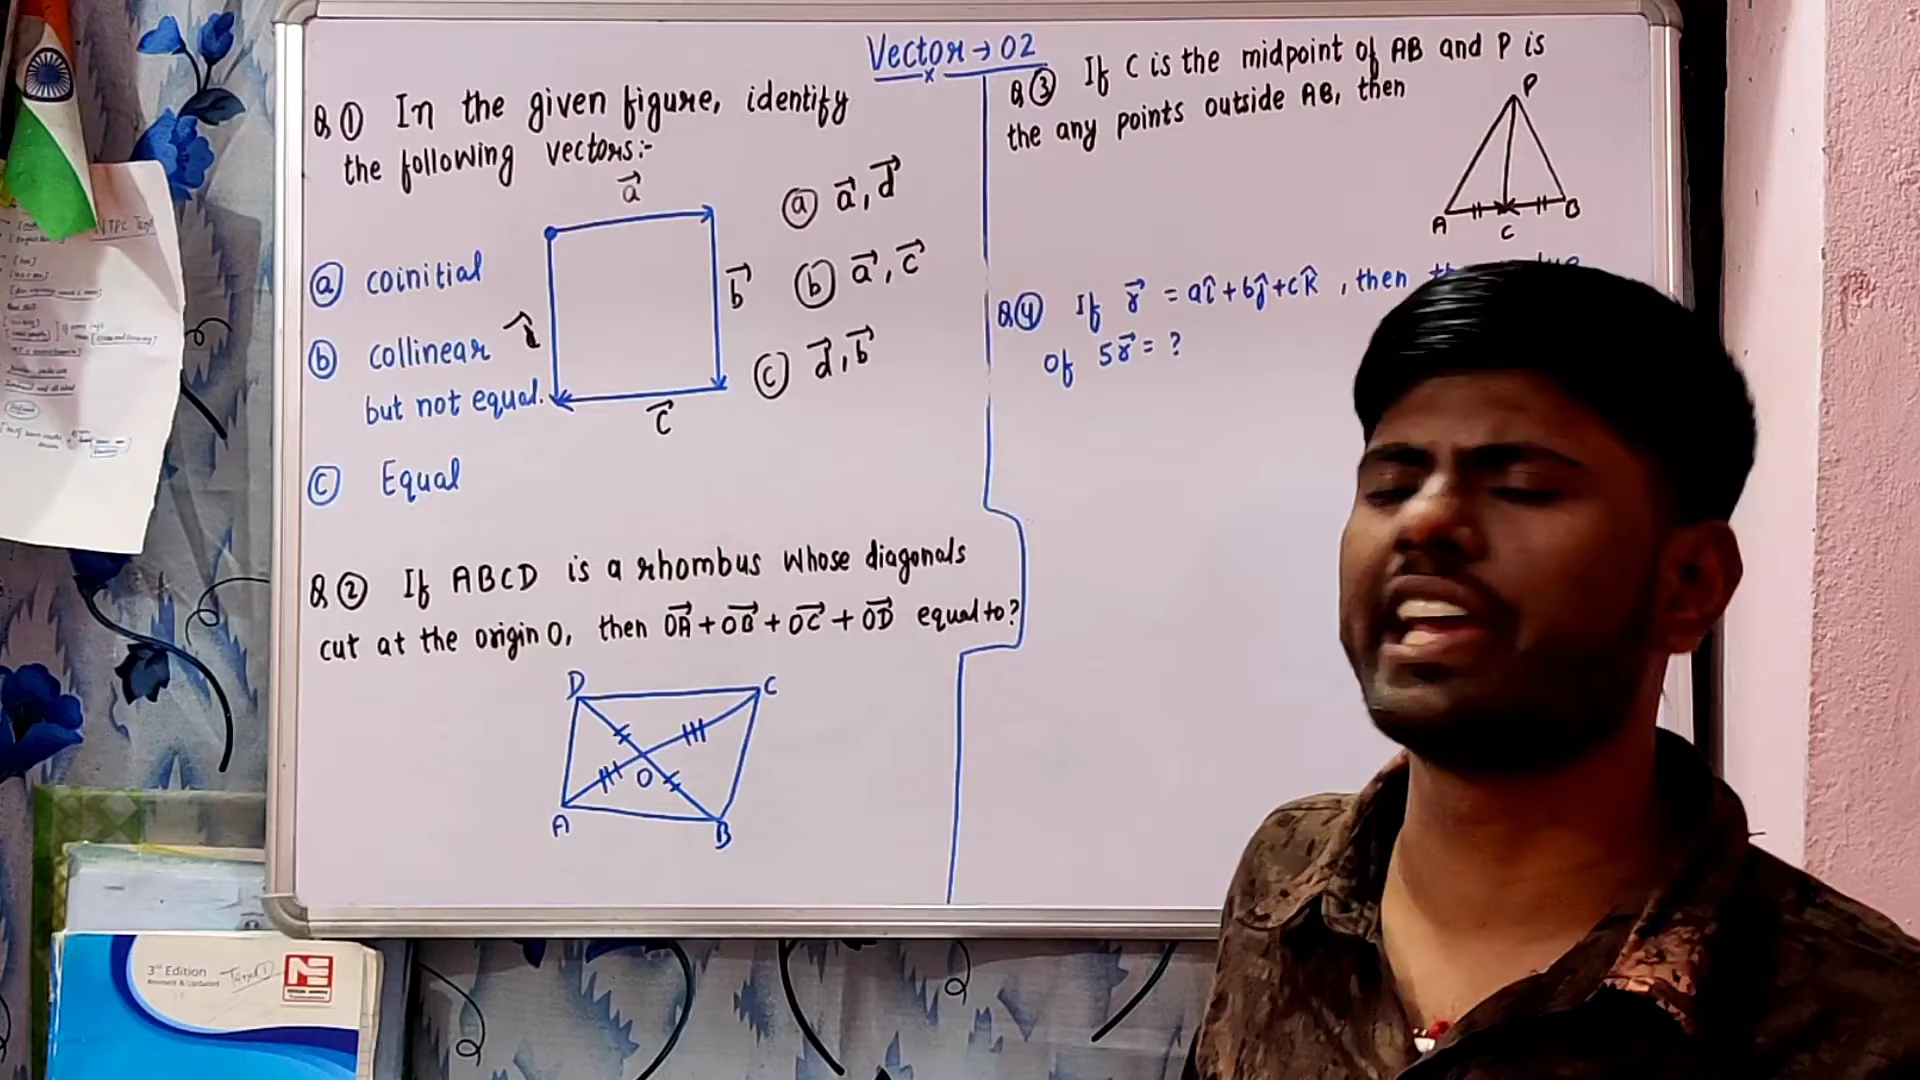 Vector→02
Q① In the given figure, identify
the following vectors:-
a⃗
ⓐ coinitial
ⓑ collinear
but not equal.
ⓒ Equal
b⃗
c⃗
ⓐ a⃗, d⃗
ⓑ a⃗, c⃗
ⓒ d⃗, b⃗
Q② If ABCD is a rhombus whose diagonals
cut at the origin O, then OA⃗ + OB⃗ + OC⃗ + OD⃗ equal to?
D C
O
A B
Q③ If C is the midpoint of AB and P is
the any points outside AB, then
P
A B
C
Q④ If r⃗ = aî + bĵ + ck̂, then
of 5r⃗ = ?
NTPC
3rd Edition
Revised & Updated